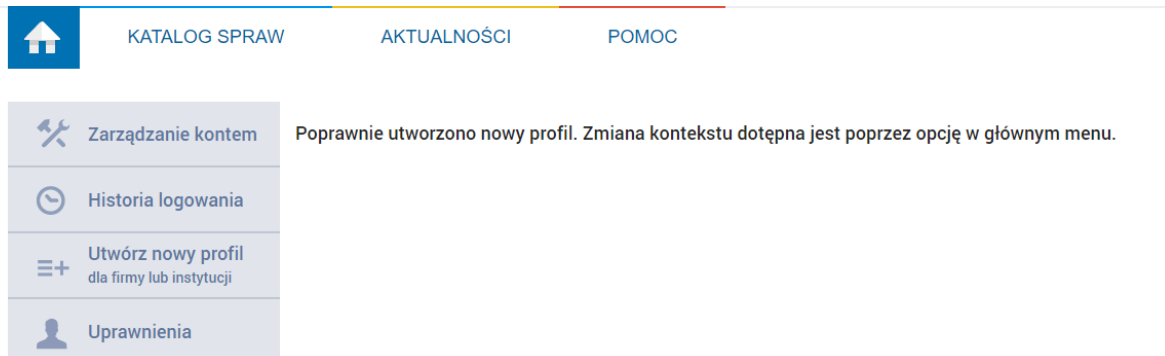 KATALOG SPRAW
AKTUALNOŚCI
POMOC
Zarządzanie kontem
Historia logowania
Utwórz nowy profil
dla firmy lub instytucji
Uprawnienia
Poprawnie utworzono nowy profil. Zmiana kontekstu dotępna jest poprzez opcję w głównym menu.